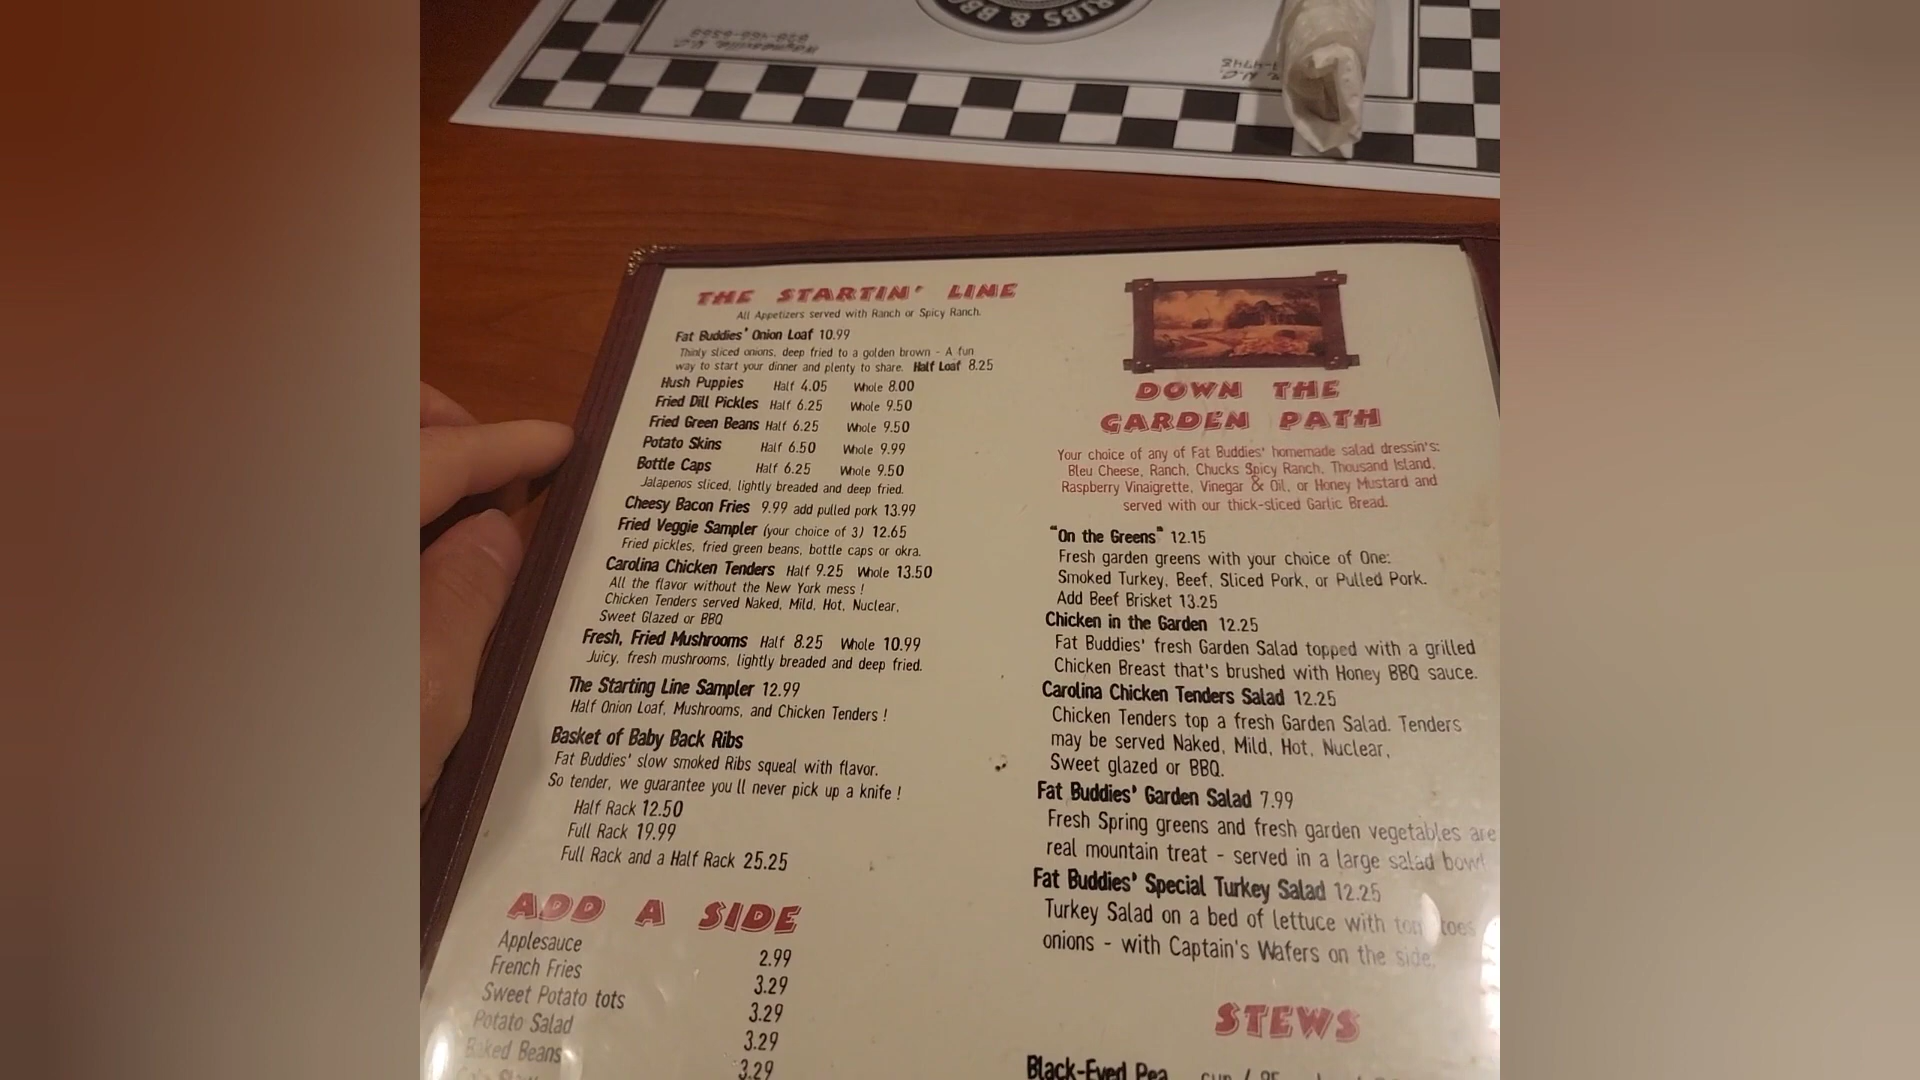 RIBS & BBQ
Waynesville, N.C.
828-456-6368
N.C.
-4743
THE STARTIN' LINE
All Appetizers served with Ranch or Spicy Ranch.
Fat Buddies' Onion Loaf 10.99
Thinly sliced onions, deep fried to a golden brown - A fun
way to start your dinner and plenty to share. Half Loaf 8.25
Hush Puppies Half 4.05 Whole 8.00
Fried Dill Pickles Half 6.25 Whole 9.50
Fried Green Beans Half 6.25 Whole 9.50
Potato Skins Half 6.50 Whole 9.99
Bottle Caps Half 6.25 Whole 9.50
Jalapenos sliced, lightly breaded and deep fried.
Cheesy Bacon Fries 9.99 add pulled pork 13.99
Fried Veggie Sampler (your choice of 3) 12.65
Fried pickles, fried green beans, bottle caps or okra.
Carolina Chicken Tenders Half 9.25 Whole 13.50
All the flavor without the New York mess !
Chicken Tenders served Naked, Mild, Hot, Nuclear,
Sweet Glazed or BBQ
Fresh, Fried Mushrooms Half 8.25 Whole 10.99
Juicy, fresh mushrooms, lightly breaded and deep fried.
The Starting Line Sampler 12.99
Half Onion Loaf, Mushrooms, and Chicken Tenders !
Basket of Baby Back Ribs
Fat Buddies' slow smoked Ribs squeal with flavor.
So tender, we guarantee you ll never pick up a knife !
Half Rack 12.50
Full Rack 19.99
Full Rack and a Half Rack 25.25
ADD A SIDE
Applesauce 2.99
French Fries 3.29
Sweet Potato tots 3.29
Potato Salad 3.29
Baked Beans 3.29
DOWN THE
GARDEN PATH
Your choice of any of Fat Buddies' homemade salad dressin's:
Bleu Cheese, Ranch, Chucks Spicy Ranch, Thousand Island,
Raspberry Vinaigrette, Vinegar & Oil, or Honey Mustard and
served with our thick-sliced Garlic Bread.
"On the Greens" 12.15
Fresh garden greens with your choice of One:
Smoked Turkey, Beef, Sliced Pork, or Pulled Pork.
Add Beef Brisket 13.25
Chicken in the Garden 12.25
Fat Buddies' fresh Garden Salad topped with a grilled
Chicken Breast that's brushed with Honey BBQ sauce.
Carolina Chicken Tenders Salad 12.25
Chicken Tenders top a fresh Garden Salad. Tenders
may be served Naked, Mild, Hot, Nuclear,
Sweet glazed or BBQ.
Fat Buddies' Garden Salad 7.99
Fresh Spring greens and fresh garden vegetables are
real mountain treat - served in a large salad bowl
Fat Buddies' Special Turkey Salad 12.25
Turkey Salad on a bed of lettuce with
onions - with Captain's Wafers on the side.
STEWS
Black-Eyed Pea cup